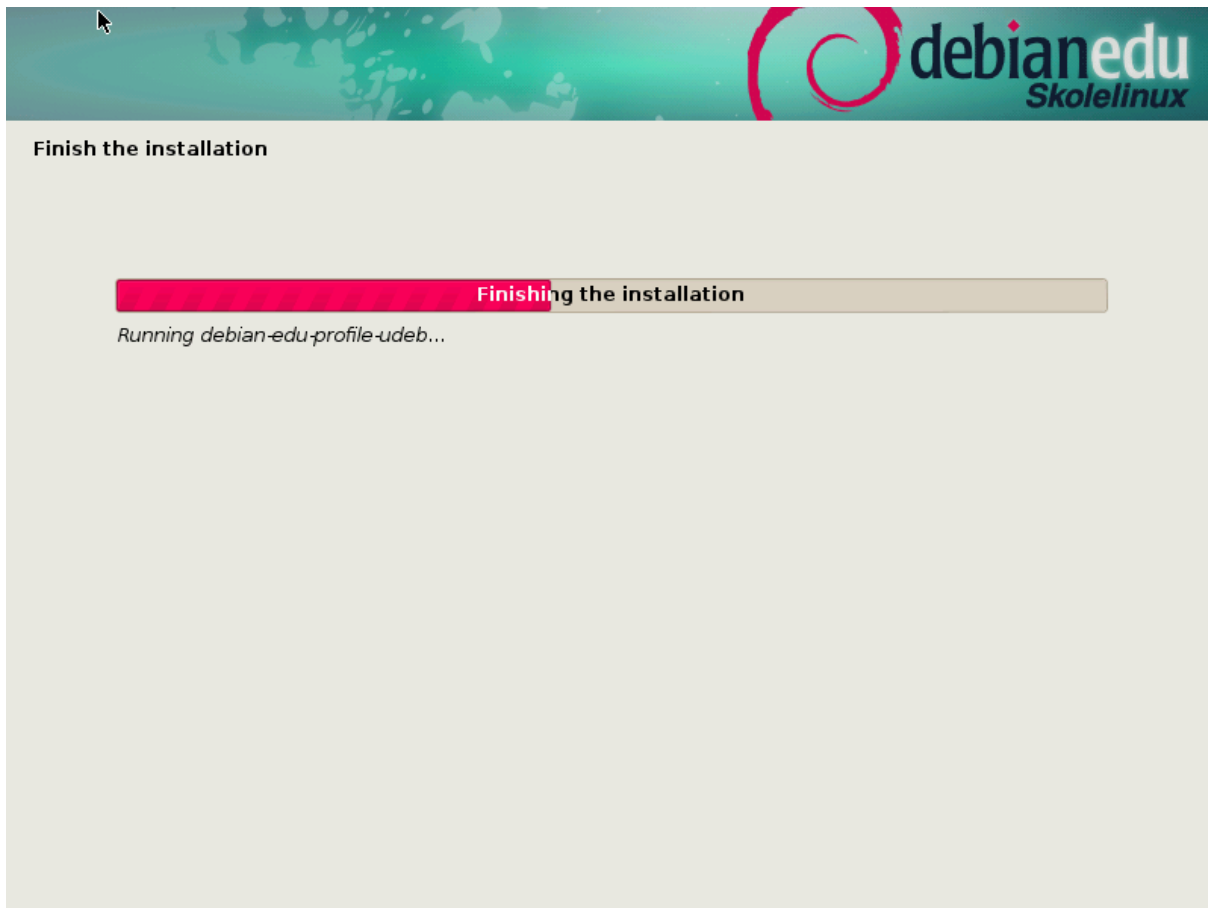 debianedu
Skolelinux
Finish the installation
Finishing the installation
Running debian-edu-profile-udeb...